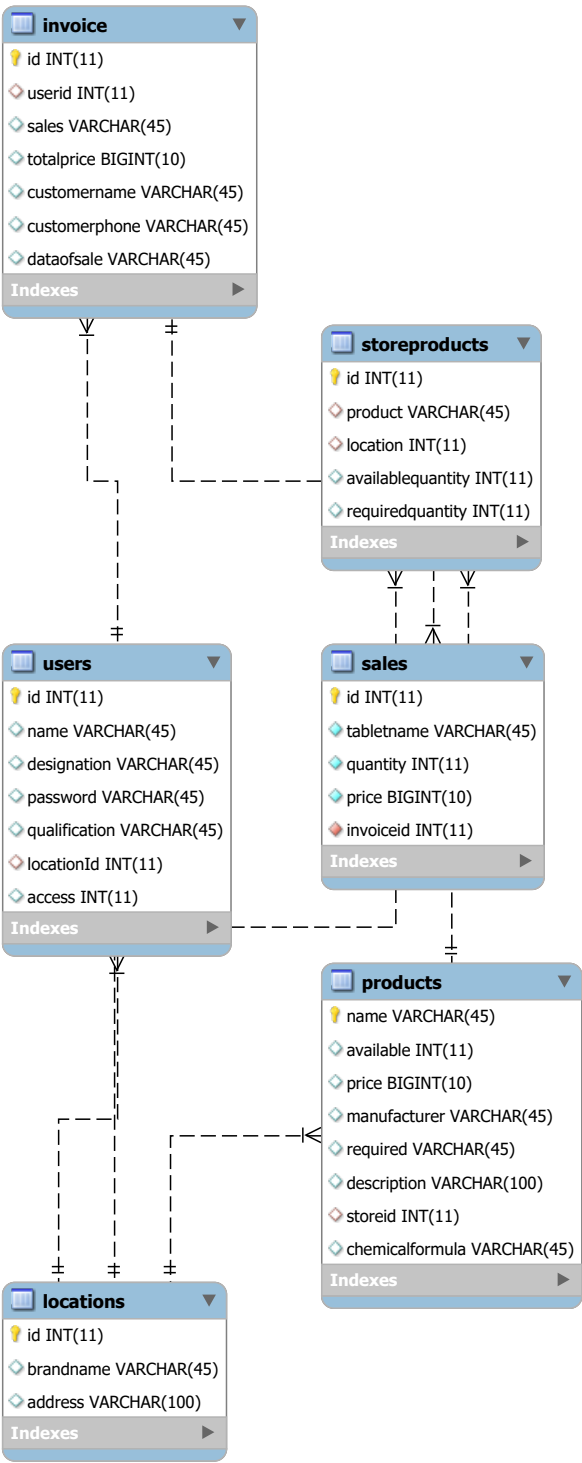 invoice
id INT(11)
userid INT(11)
sales VARCHAR(45)
totalprice BIGINT(10)
customername VARCHAR(45)
customerphone VARCHAR(45)
dataofsale VARCHAR(45)
Indexes
storeproducts
id INT(11)
product VARCHAR(45)
location INT(11)
availablequantity INT(11)
requiredquantity INT(11)
Indexes
users
id INT(11)
name VARCHAR(45)
designation VARCHAR(45)
password VARCHAR(45)
qualification VARCHAR(45)
locationId INT(11)
access INT(11)
Indexes
sales
id INT(11)
tabletname VARCHAR(45)
quantity INT(11)
price BIGINT(10)
invoiceid INT(11)
Indexes
products
name VARCHAR(45)
available INT(11)
price BIGINT(10)
manufacturer VARCHAR(45)
required VARCHAR(45)
description VARCHAR(100)
storeid INT(11)
chemicalformula VARCHAR(45)
Indexes
locations
id INT(11)
brandname VARCHAR(45)
address VARCHAR(100)
Indexes